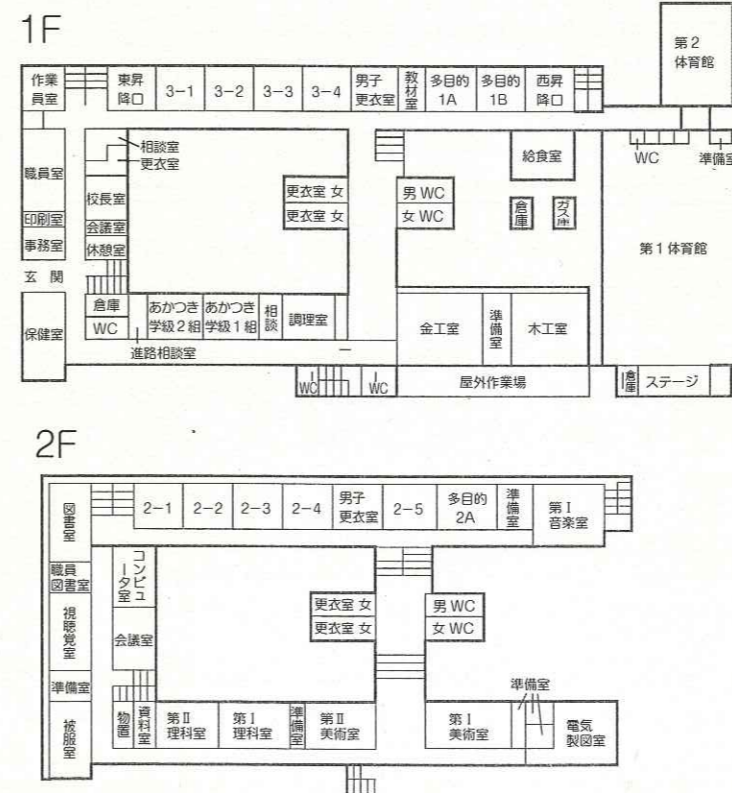 1F
第2
体育館
作業
員室
東昇
降口
3-1
3-2
3-3
3-4
男子
更衣室
教材室
多目的
1A
多目的
1B
西昇
降口
相談室
更衣室
職員室
校長室
会議室
休憩室
印刷室
事務室
玄関
保健室
倉庫
WC
進路相談室
あかつき
学級2組
あかつき
学級1組
相談
調理室
更衣室 女
更衣室 女
男 WC
女 WC
給食室
倉庫
ガス庫
WC
準備室
第1体育館
金工室
準備室
木工室
屋外作業場
WC
WC
倉庫
ステージ
2F
図書室
2-1
2-2
2-3
2-4
男子
更衣室
2-5
多目的
2A
準備室
第Ⅰ
音楽室
職員
図書室
コンピュ
ータ室
視聴覚室
会議室
更衣室 女
更衣室 女
男 WC
女 WC
準備室
被服室
物置
資料室
第Ⅱ
理科室
第Ⅰ
理科室
準備室
第Ⅱ
美術室
第Ⅰ
美術室
準備室
電気
製図室